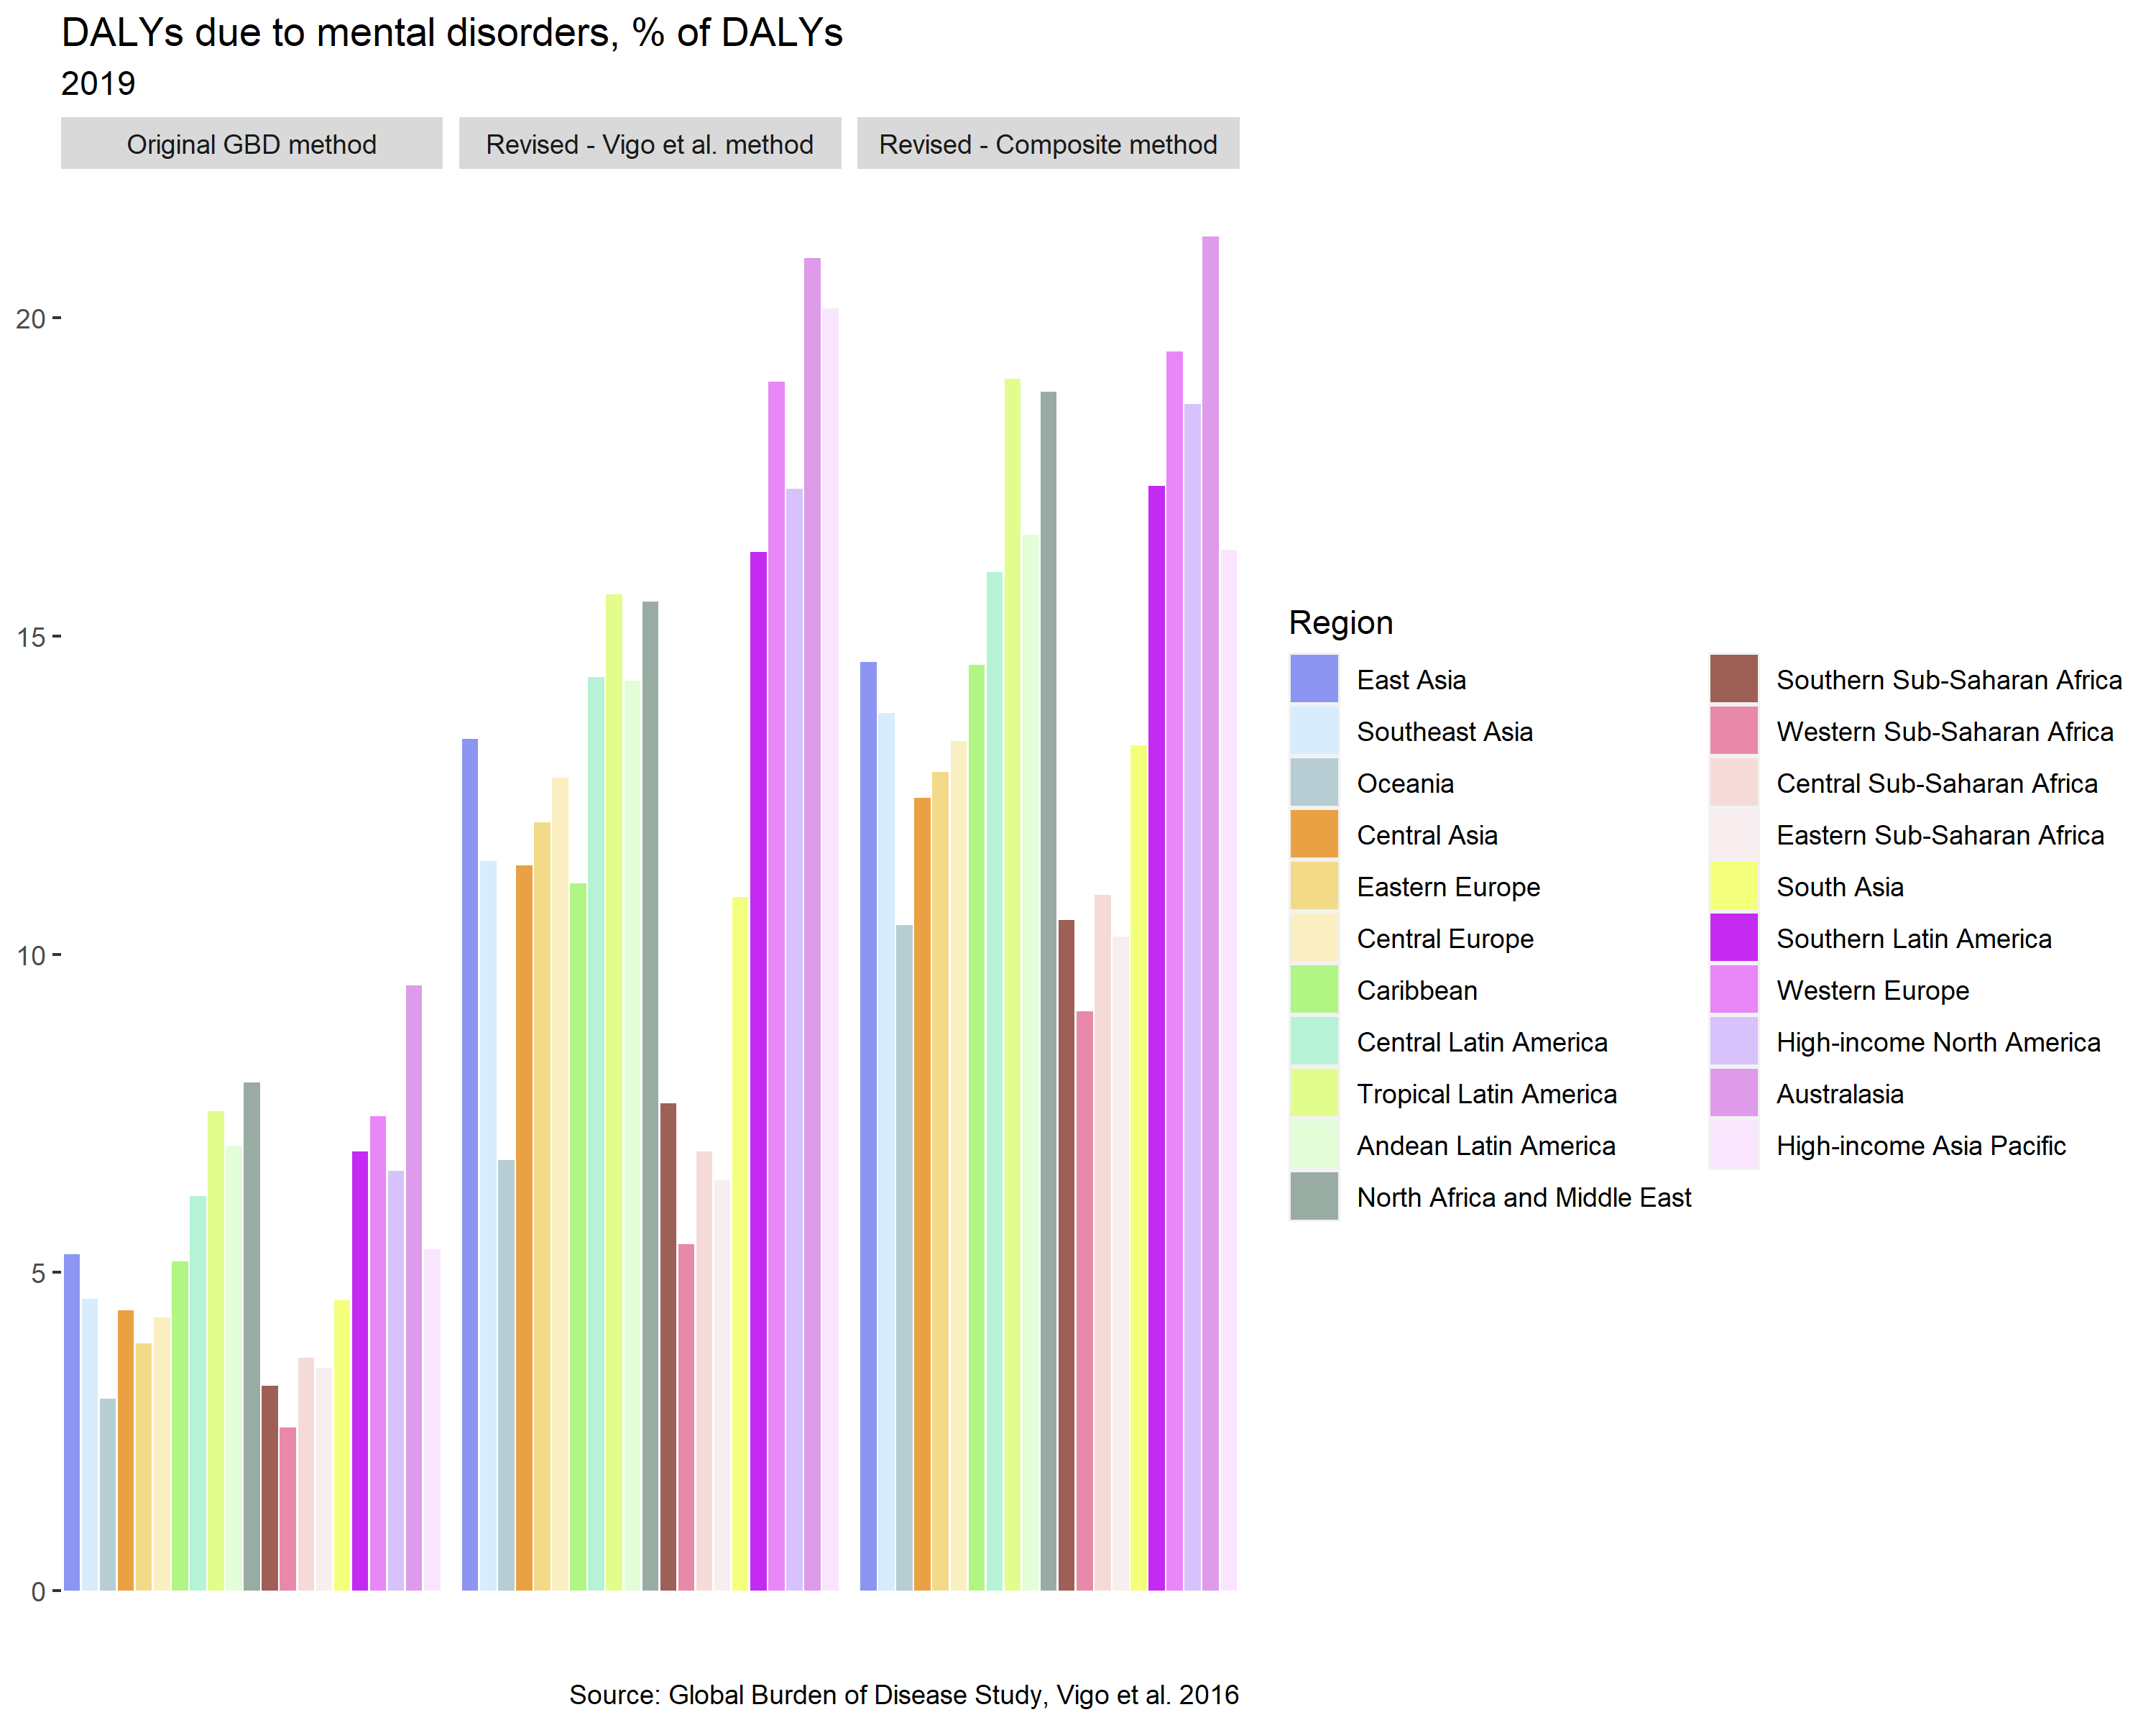 DALYs due to mental disorders, % of DALYs
2019
Original GBD method
Revised - Vigo et al. method
Revised - Composite method
20
15
10
5
0
Region
East Asia
Southeast Asia
Oceania
Central Asia
Eastern Europe
Central Europe
Caribbean
Central Latin America
Tropical Latin America
Andean Latin America
North Africa and Middle East
Southern Sub-Saharan Africa
Western Sub-Saharan Africa
Central Sub-Saharan Africa
Eastern Sub-Saharan Africa
South Asia
Southern Latin America
Western Europe
High-income North America
Australasia
High-income Asia Pacific
Source: Global Burden of Disease Study, Vigo et al. 2016